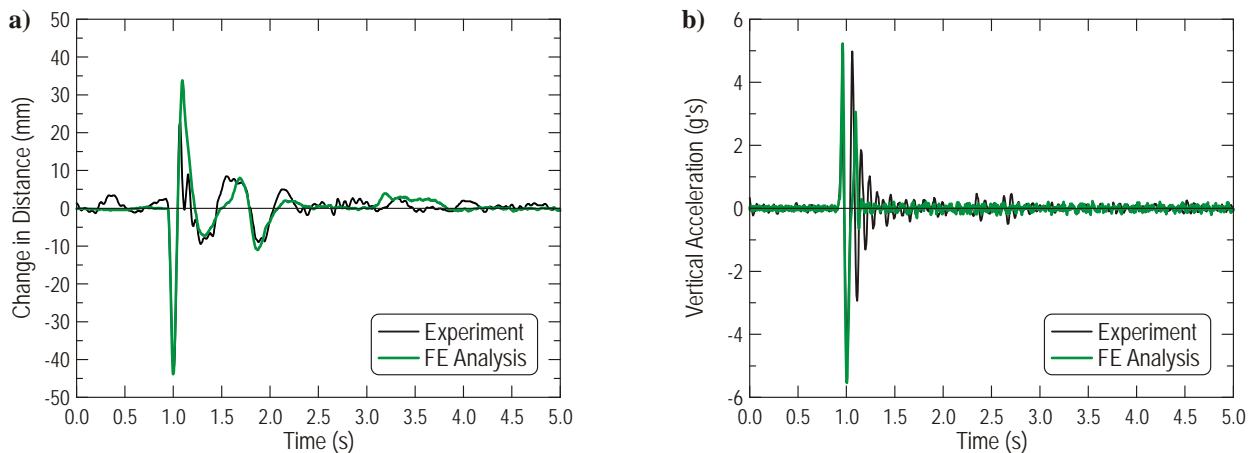 a)
Change in Distance (mm)
50
40
30
20
10
0
-10
-20
-30
-40
-50
0.0 0.5 1.0 1.5 2.0 2.5 3.0 3.5 4.0 4.5 5.0
Time (s)
Experiment
FE Analysis
b)
Vertical Acceleration (g's)
6
4
2
0
-2
-4
-6
0.0 0.5 1.0 1.5 2.0 2.5 3.0 3.5 4.0 4.5 5.0
Time (s)
Experiment
FE Analysis